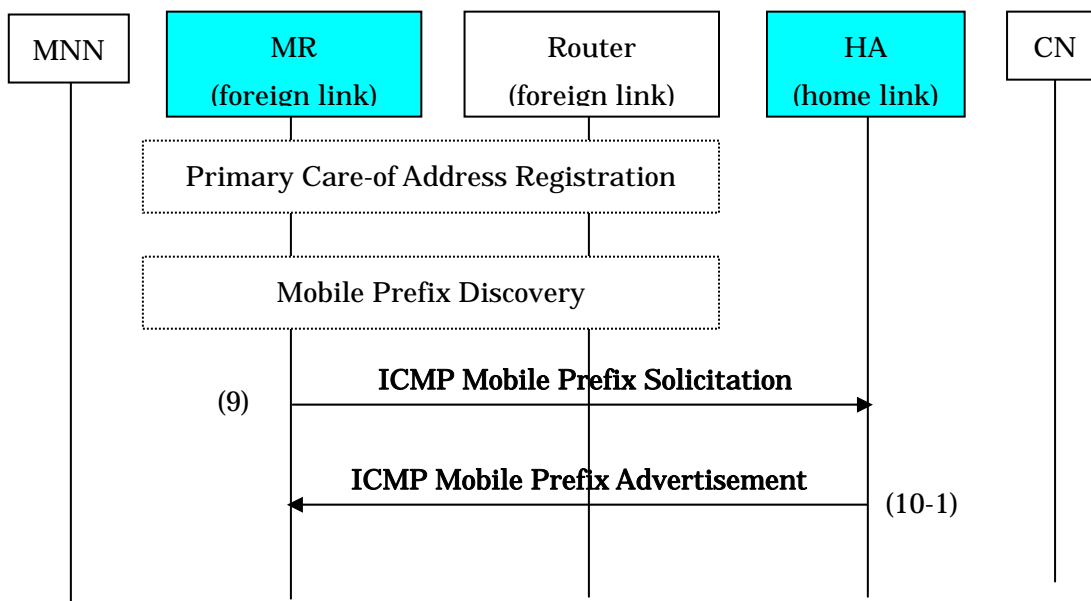 MNN
MR
(foreign link)
Router
(foreign link)
HA
(home link)
CN
Primary Care-of Address Registration
Mobile Prefix Discovery
ICMP Mobile Prefix Solicitation
(9)
ICMP Mobile Prefix Advertisement
(10-1)